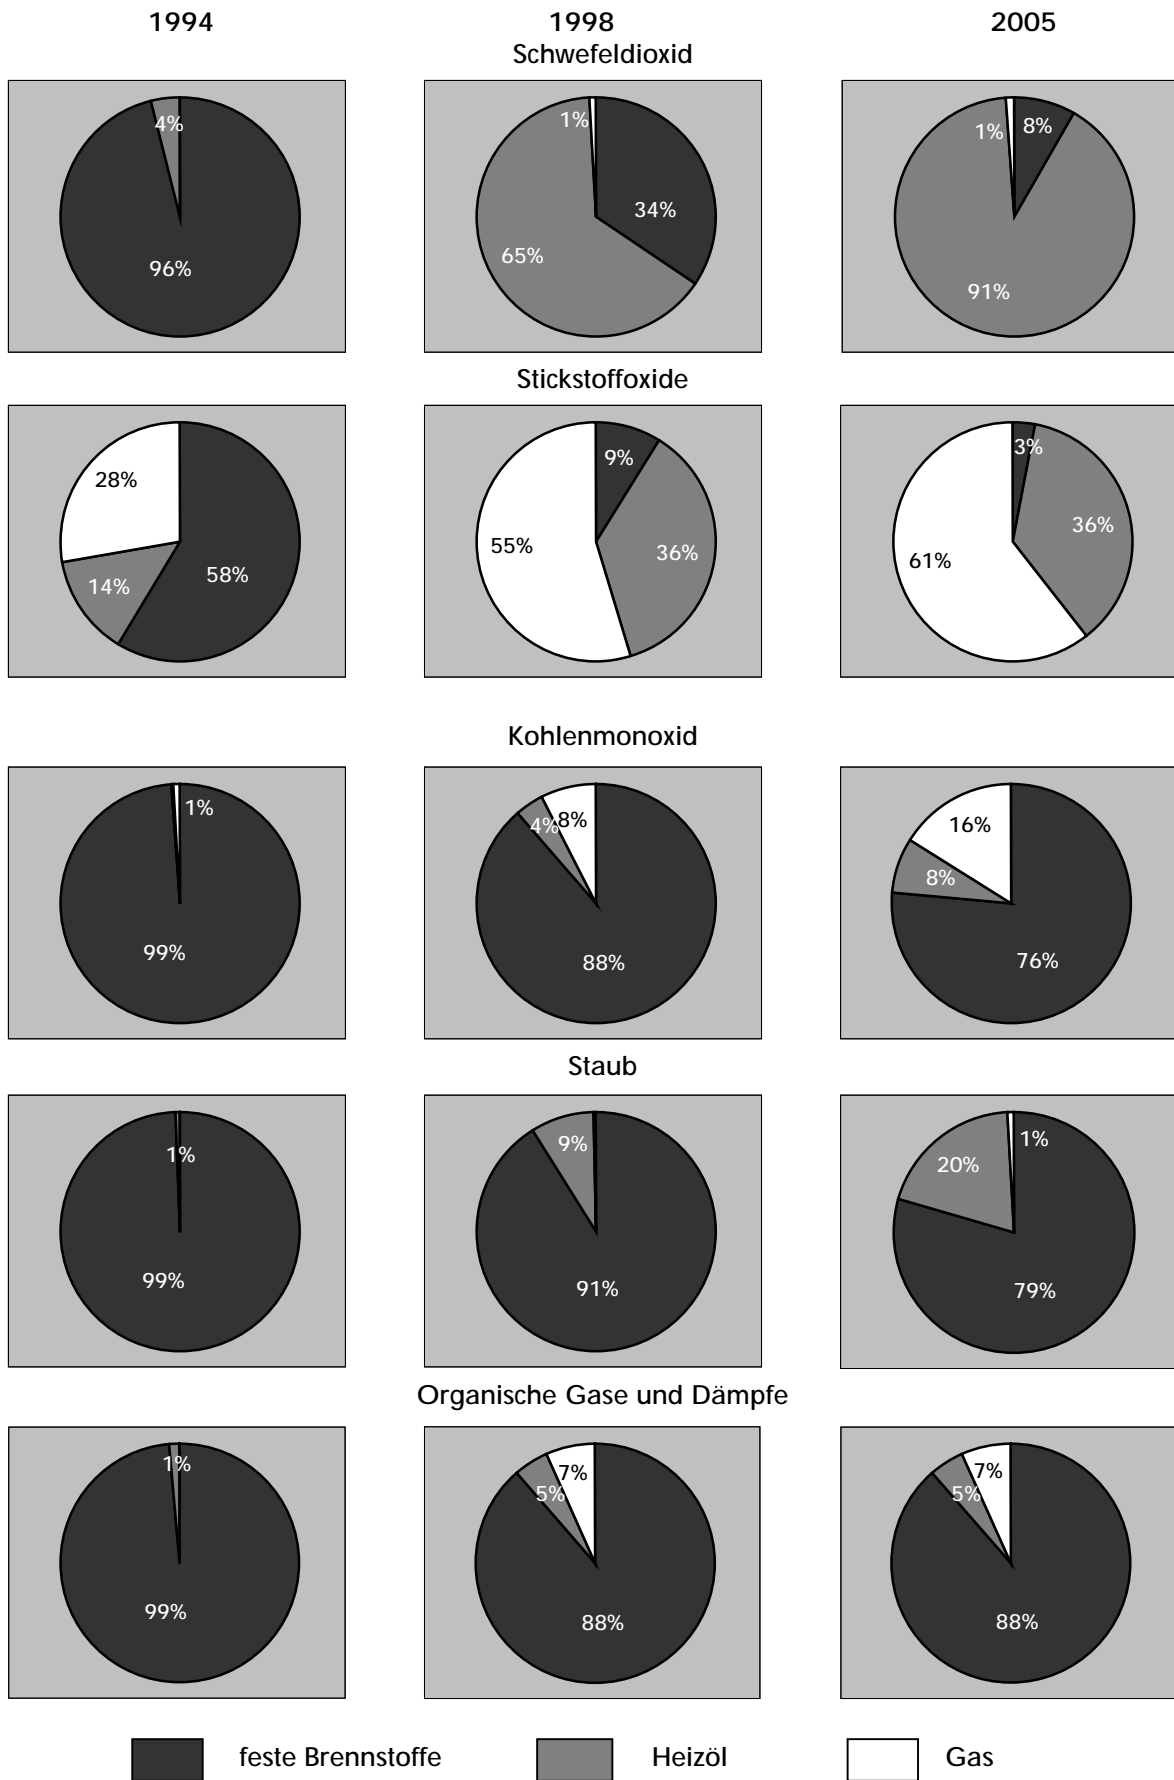 1994 1998 2005
Schwefeldioxid
4% 96%
1% 34% 65%
1% 8% 91%
Stickstoffoxide
28% 14% 58%
9% 55% 36%
3% 36% 61%
Kohlenmonoxid
1% 99%
4% 8% 88%
16% 8% 76%
Staub
1% 99%
9% 91%
1% 20% 79%
Organische Gase und Dämpfe
1% 99%
7% 5% 88%
7% 5% 88%
feste Brennstoffe Heizöl Gas